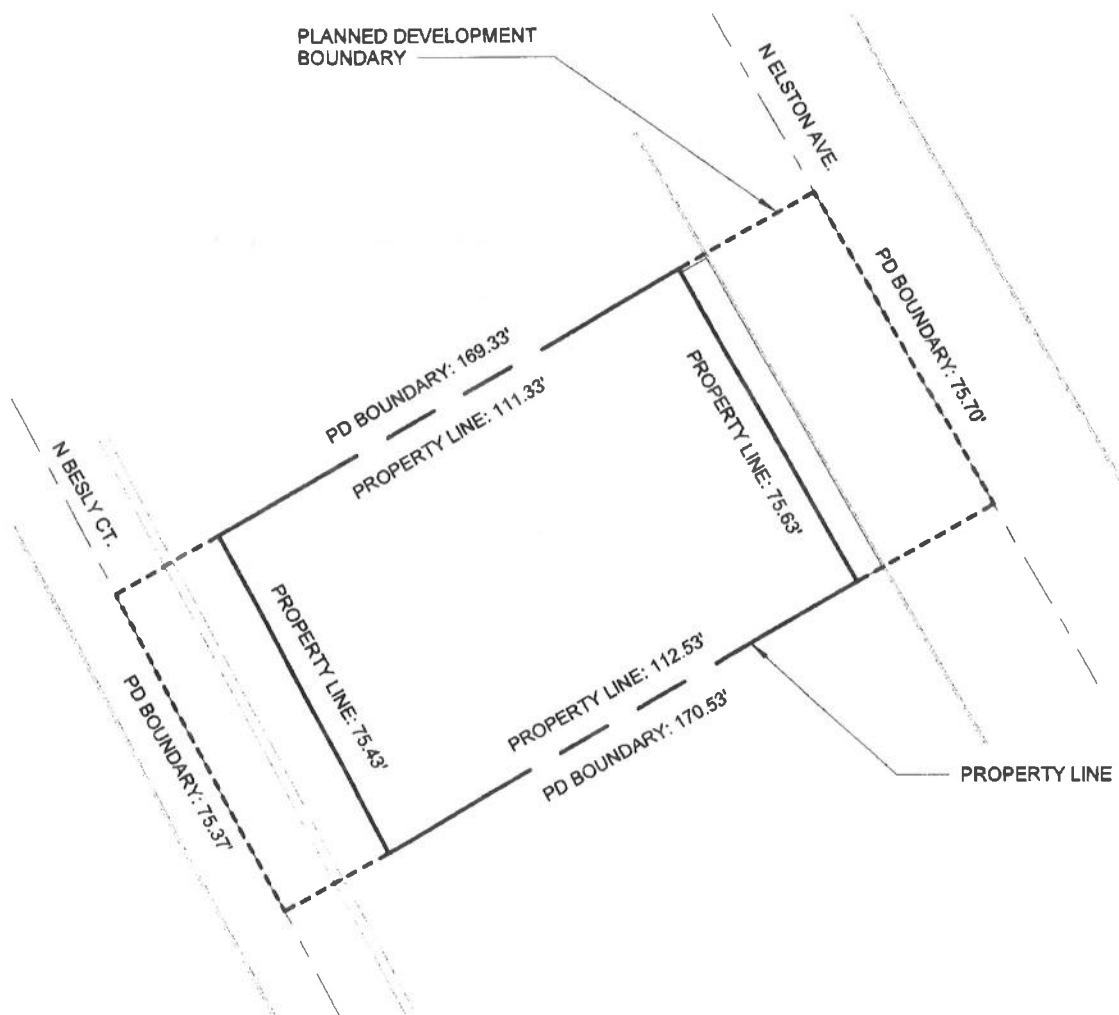 PLANNED DEVELOPMENT
BOUNDARY
N ELSTON AVE.
PD BOUNDARY: 75.70'
PD BOUNDARY: 169.33'
PROPERTY LINE: 111.33'
PROPERTY LINE: 75.63'
N BESLY CT.
PROPERTY LINE: 75.43'
PD BOUNDARY: 75.37'
PROPERTY LINE: 112.53'
PD BOUNDARY: 170.53'
PROPERTY LINE